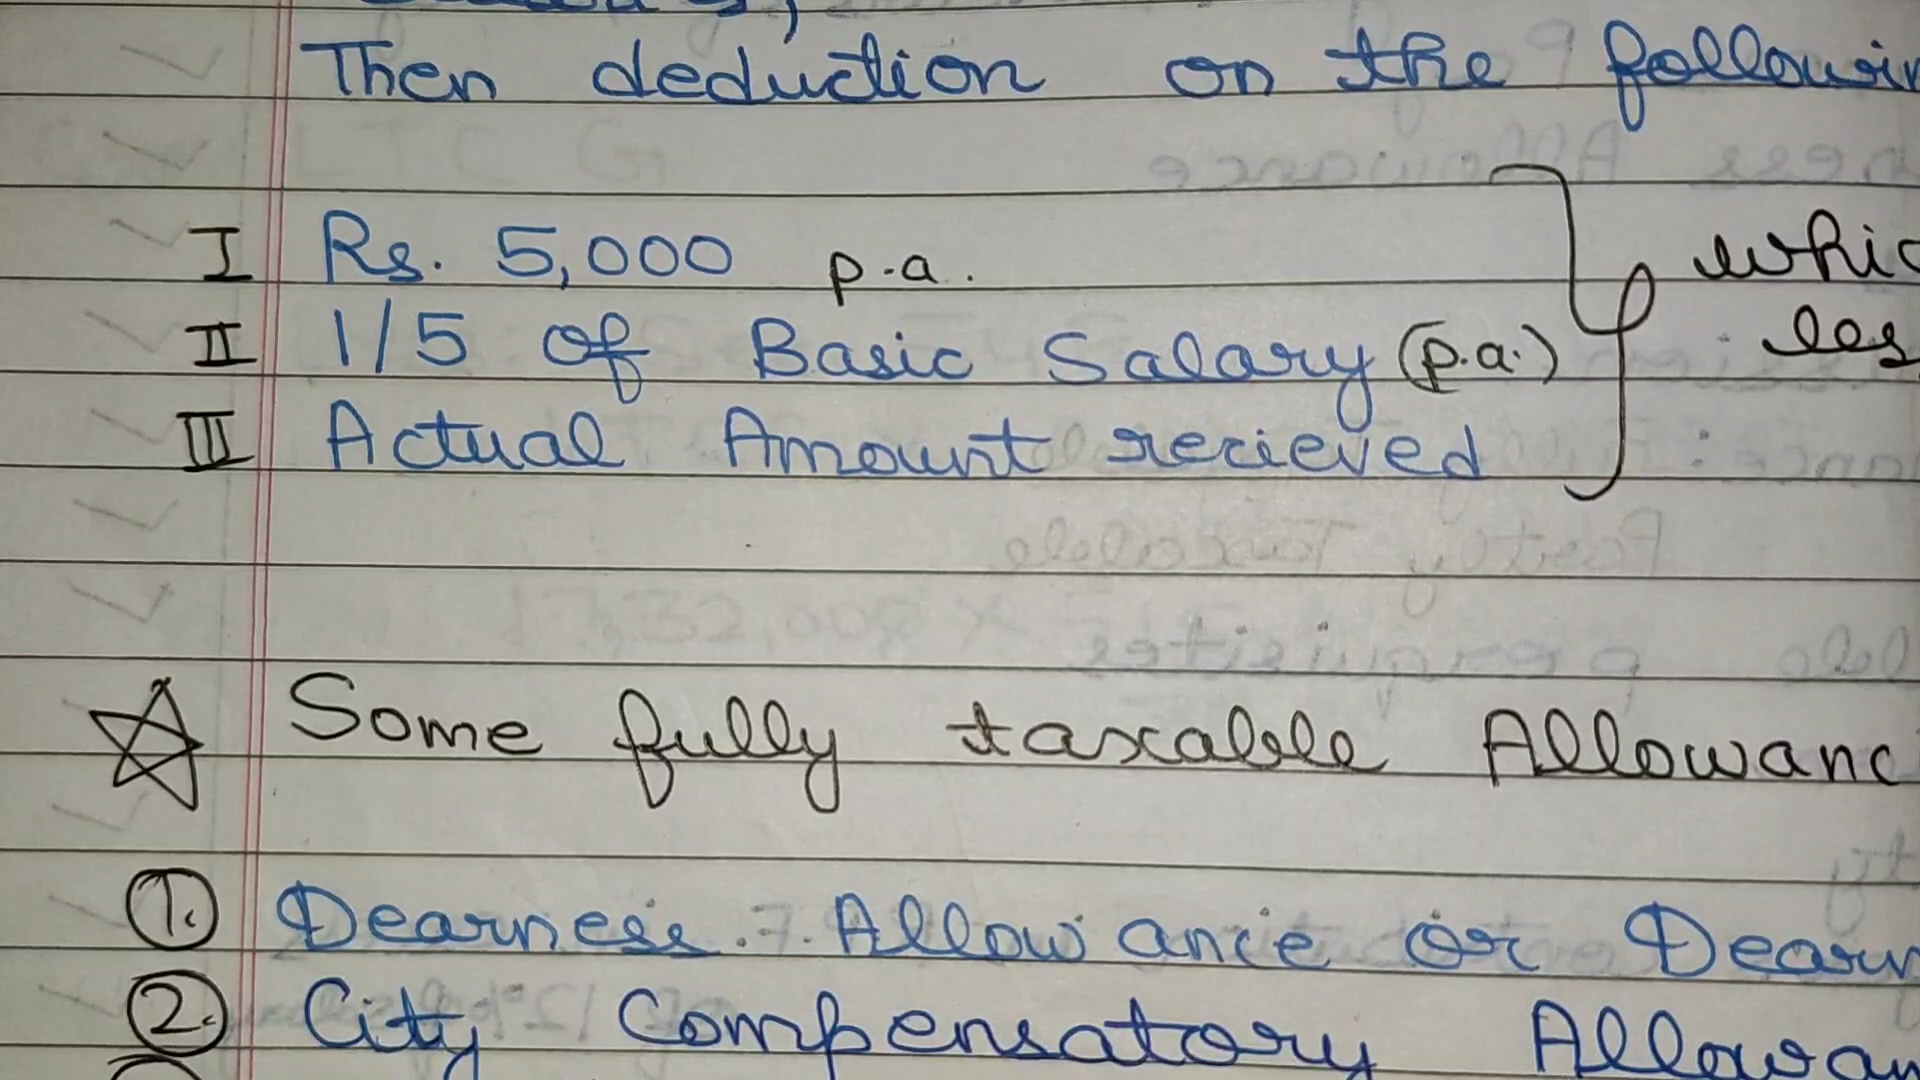 Then deduction on the
I Rs. 5,000 p.a.
II 1/5 of Basic Salary (p.a.)
III Actual Amount recieved
Some fully taxable
1. Dearness Allowance or
2. City Compensatory